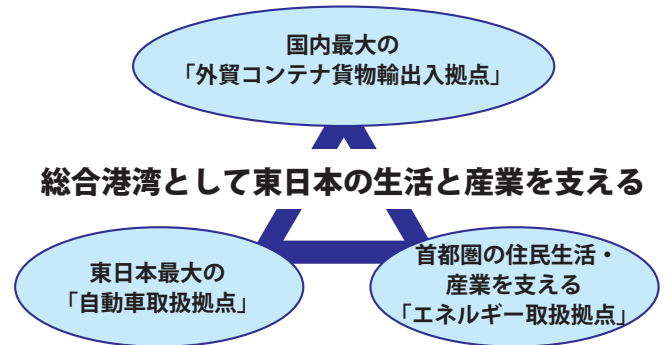 国内最大の
「外貿コンテナ貨物輸出入拠点」
総合港湾として東日本の生活と産業を支える
東日本最大の
「自動車取扱拠点」
首都圏の住民生活・
産業を支える
「エネルギー取扱拠点」